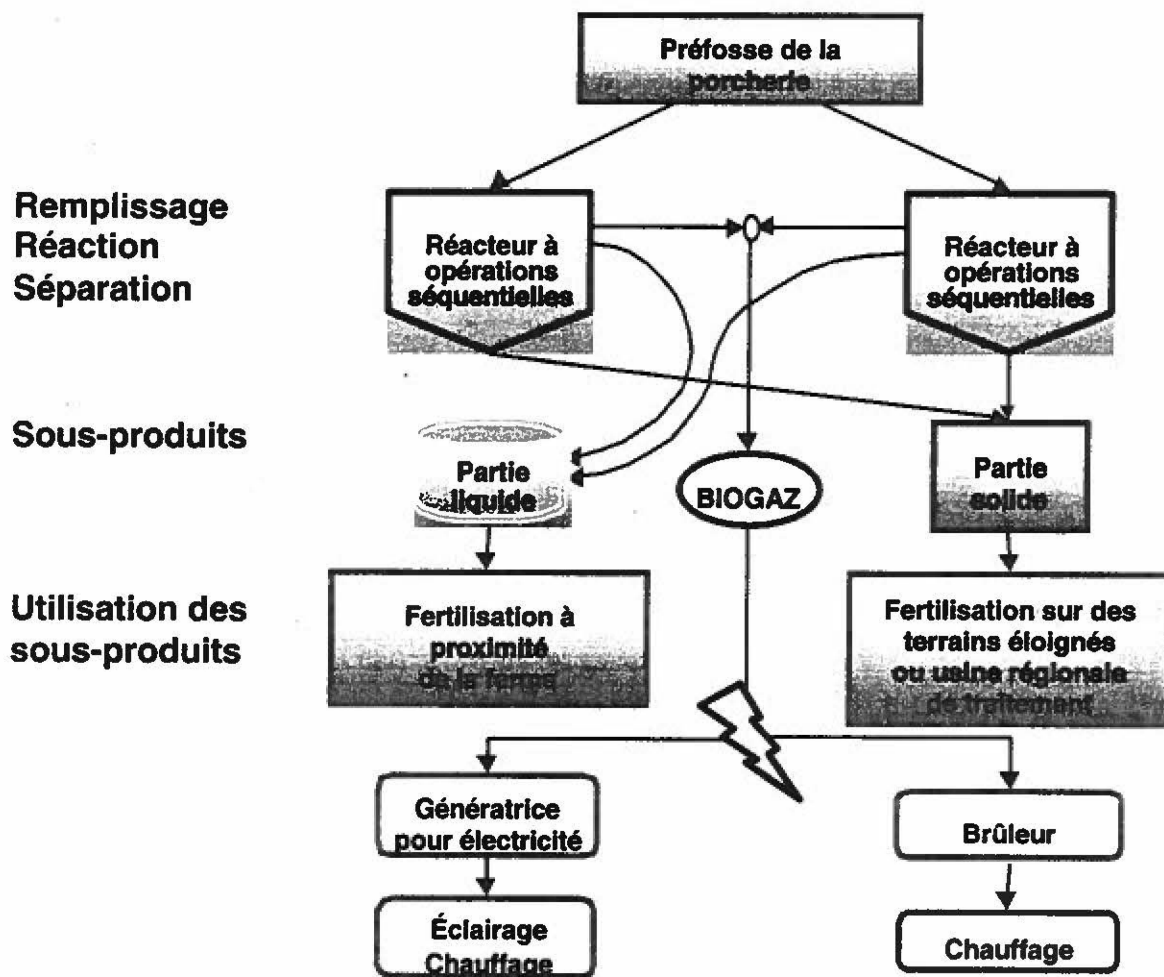 Préfosse de la
porcherie
Remplissage
Réaction
Séparation
Réacteur à
opérations
séquentielles
Réacteur à
opérations
séquentielles
Sous-produits
Partie
liquide
BIOGAZ
Partie
solide
Utilisation des
sous-produits
Fertilisation à
proximité
de la ferme
Fertilisation sur des
terrains éloignés
ou usine régionale
de traitement
Génératrice
pour électricité
Brûleur
Éclairage
Chauffage
Chauffage